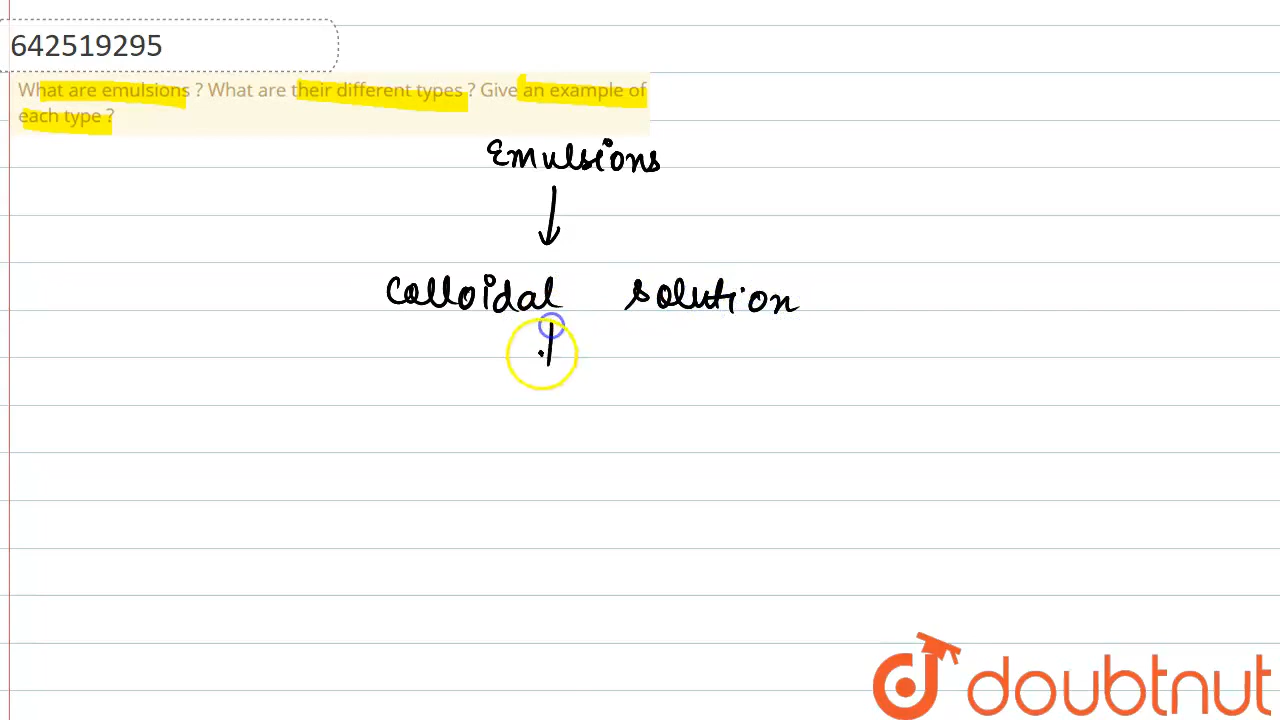 642519295
What are emulsions ? What are their different types ? Give an example of
each type ?
Emulsions
Colloidal solution
doubtnut